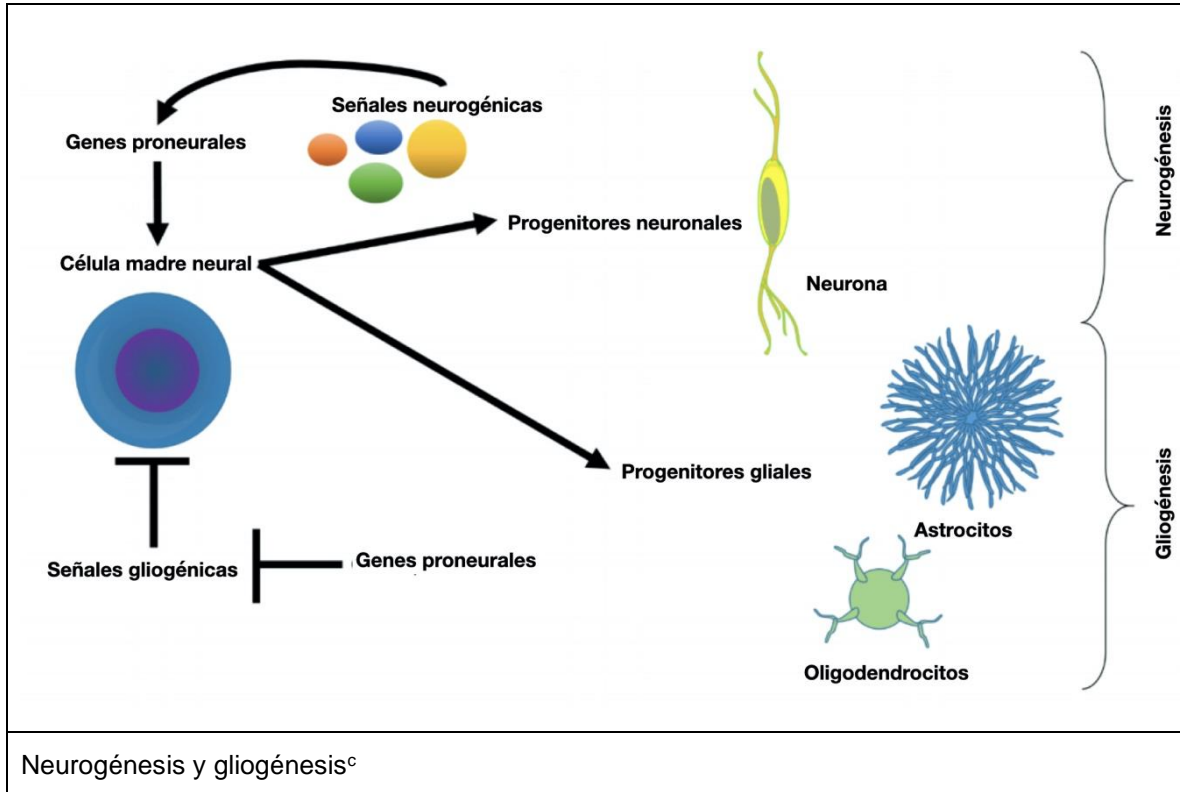 Señales neurogénicas
Genes proneurales
Progenitores neuronales
Célula madre neural
Neurona
Neurogénesis
Progenitores gliales
Astrocitos
Señales gliogénicas
Genes proneurales
Oligodendrocitos
Gliogénesis
Neurogénesis y gliogénesisᶜ